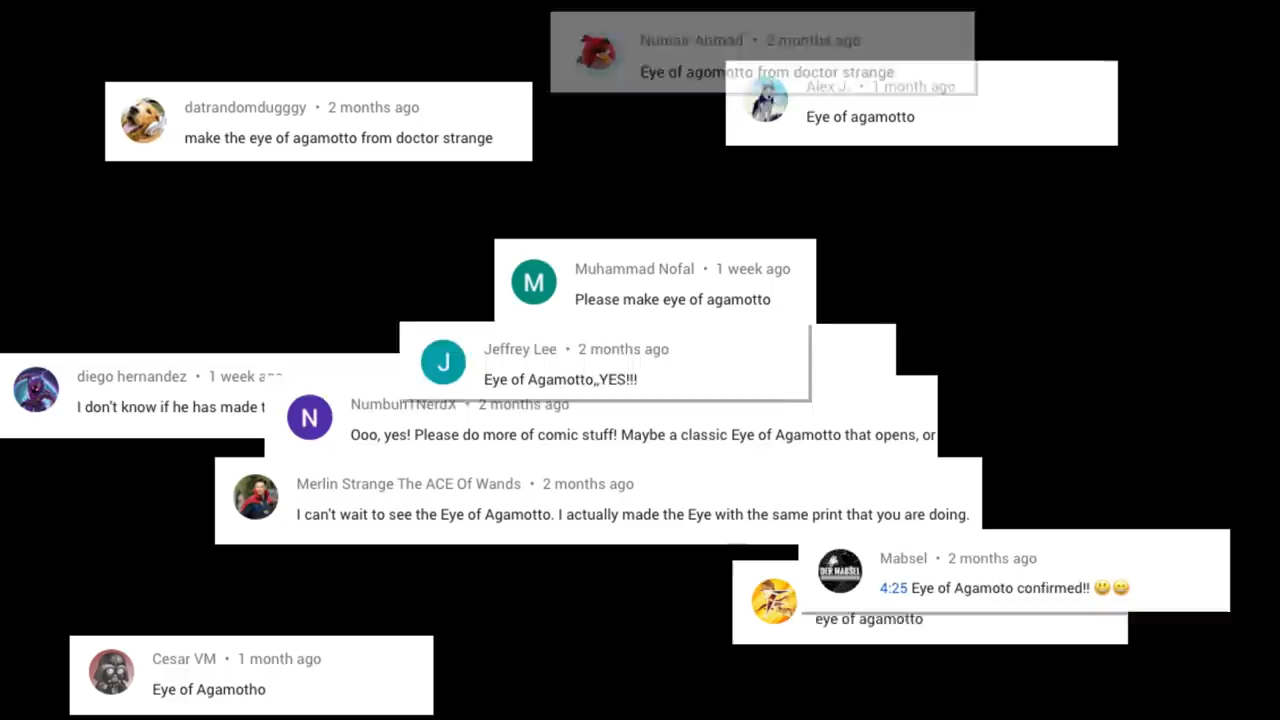 Numair Ahmad • 2 months ago
Eye of agomotto from doctor strange
Alex J. • 1 month ago
Eye of agamotto
datrandomdugggy • 2 months ago
make the eye of agamotto from doctor strange
Muhammad Nofal • 1 week ago
Please make eye of agamotto
Jeffrey Lee • 2 months ago
Eye of Agamotto,,YES!!!
diego hernandez • 1 week ago
I don't know if he has made t
Numbuh1NerdX • 2 months ago
Ooo, yes! Please do more of comic stuff! Maybe a classic Eye of Agamotto that opens, or
Merlin Strange The ACE Of Wands • 2 months ago
I can't wait to see the Eye of Agamotto. I actually made the Eye with the same print that you are doing.
Mabsel • 2 months ago
4:25 Eye of Agamoto confirmed!! 😃😄
DER MABSEL
eye of agamotto
Cesar VM • 1 month ago
Eye of Agamotho